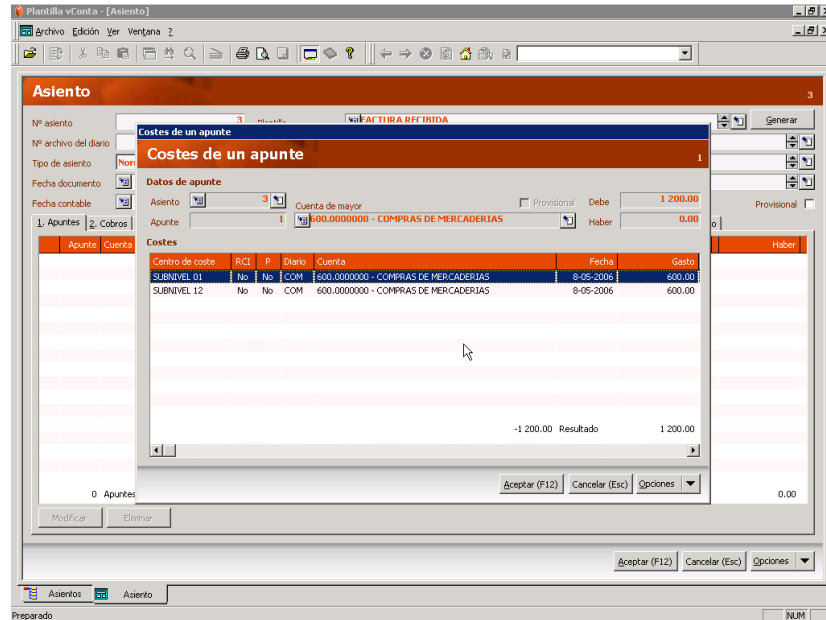 Plantilla vConta - [Asiento]
Archivo Edición Ver Ventana ?
Asiento
3
Nº asiento 3 FACTURA RECIBIDA Generar
Nº archivo del diario
Tipo de asiento
Fecha documento
Fecha contable Provisional
1. Apuntes 2. Cobros
Apunte Cuenta Haber
Costes de un apunte
Costes de un apunte
1
Datos de apunte
Asiento 3 Cuenta de mayor Provisional Debe 1 200.00
Apunte 1 600.0000000 - COMPRAS DE MERCADERIAS Haber 0.00
Costes
Centro de coste RCI P Diario Cuenta Fecha Gasto
SUBNIVEL 01 No No COM 600.0000000 - COMPRAS DE MERCADERIAS 8-05-2006 600.00
SUBNIVEL 12 No No COM 600.0000000 - COMPRAS DE MERCADERIAS 8-05-2006 600.00
-1 200.00 Resultado 1 200.00
Aceptar (F12) Cancelar (Esc) Opciones
0 Apuntes 0.00
Modificar Eliminar
Aceptar (F12) Cancelar (Esc) Opciones
Asientos Asiento
Preparado NUM